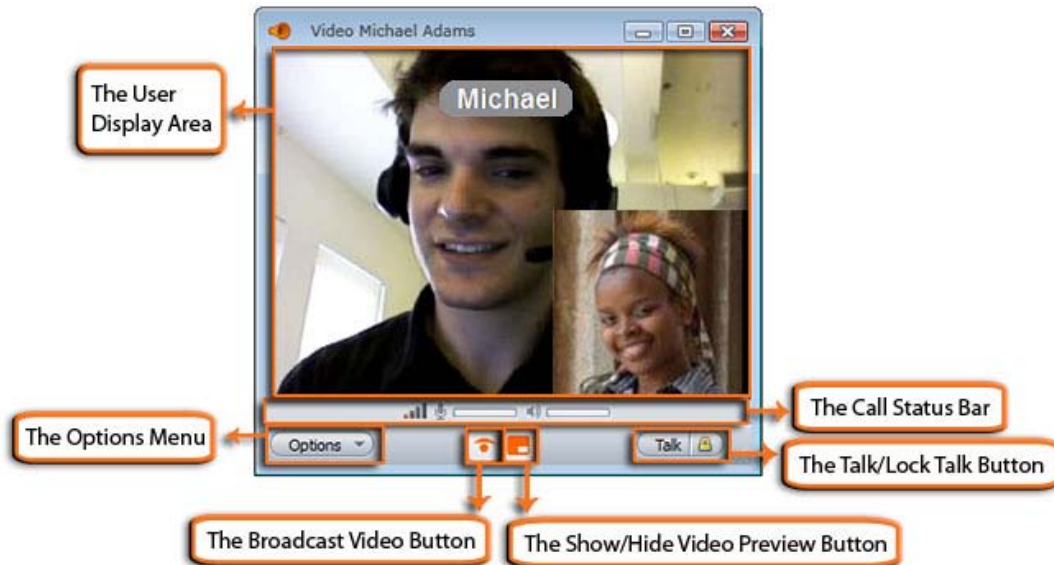 Video Michael Adams
The User
Display Area
Michael
The Call Status Bar
The Options Menu
Options
Talk
The Talk/Lock Talk Button
The Broadcast Video Button
The Show/Hide Video Preview Button